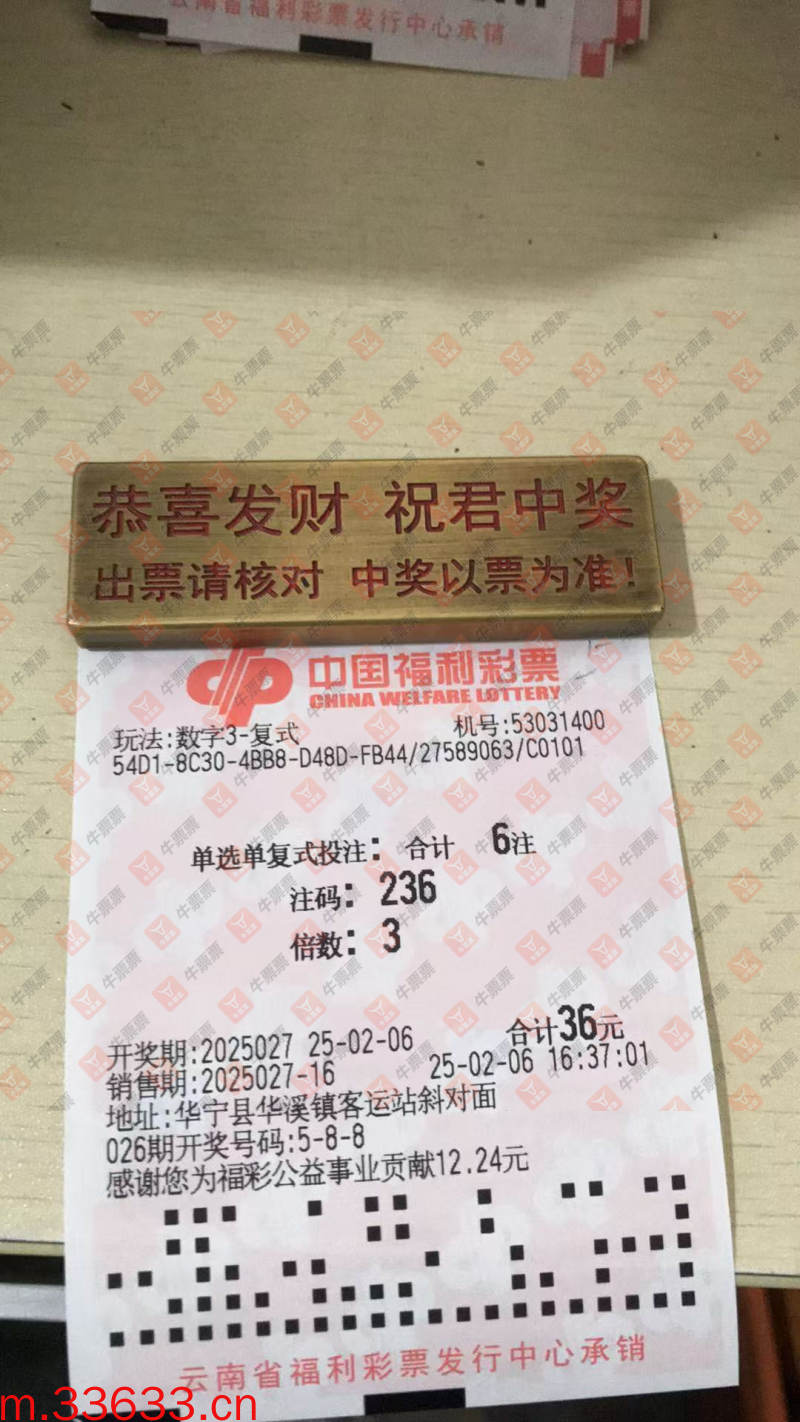 云南省福利彩票发行中心承销
恭喜发财 祝君中奖
出票请核对 中奖以票为准!
中国福利彩票
CHINA WELFARE LOTTERY
玩法:数字3-复式 机号:53031400
54D1-8C30-4BB8-D48D-FB44/27589063/C0101
单选单复式投注: 合计 6注
注码: 236
倍数: 3
合计36元
开奖期:2025027 25-02-06
销售期:2025027-16 25-02-06 16:37:01
地址:华宁县华溪镇客运站斜对面
026期开奖号码:5-8-8
感谢您为福彩公益事业贡献12.24元
云南省福利彩票发行中心承销
m.33633.cn
牛票票